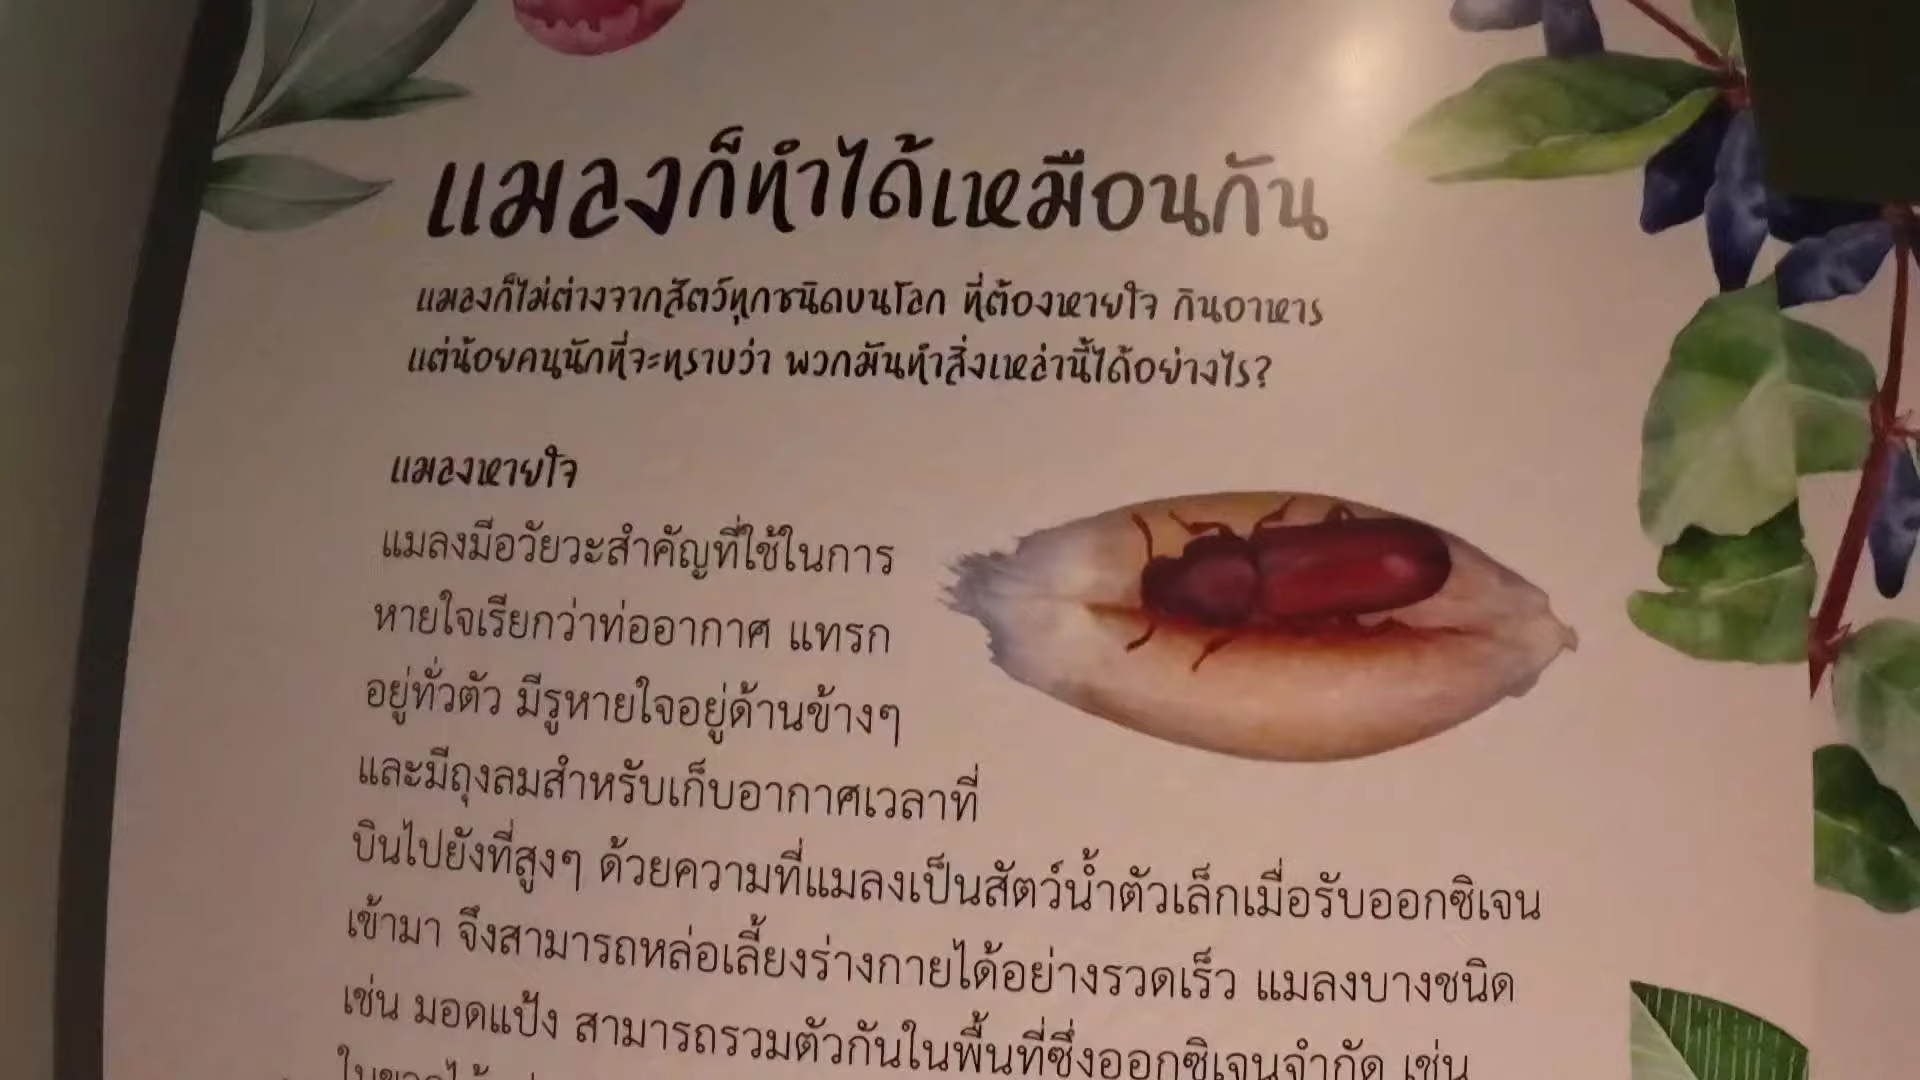 แมลงก็ทำได้เหมือนกัน
แมลงก็ไม่ต่างจากสัตว์ทุกชนิดบนโลก ที่ต้องหายใจ กินอาหาร
แต่น้อยคนนักที่จะทราบว่า พวกมันทำสิ่งเหล่านี้ได้อย่างไร?
แมลงหายใจ
แมลงมีอวัยวะสำคัญที่ใช้ในการ
หายใจเรียกว่าท่ออากาศ แทรก
อยู่ทั่วตัว มีรูหายใจอยู่ด้านข้างๆ
และมีถุงลมสำหรับเก็บอากาศเวลาที่
บินไปยังที่สูงๆ ด้วยความที่แมลงเป็นสัตว์น้ำตัวเล็กเมื่อรับออกซิเจน
เข้ามา จึงสามารถหล่อเลี้ยงร่างกายได้อย่างรวดเร็ว แมลงบางชนิด
เช่น มอดแป้ง สามารถรวมตัวกันในพื้นที่ซึ่งออกซิเจนจำกัด เช่น